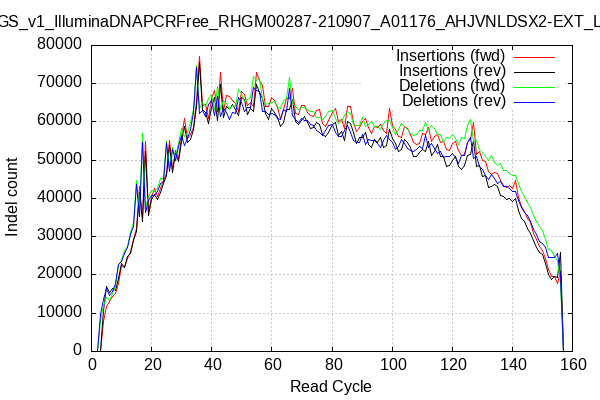 GS_v1_IlluminaDNAPCRFree_RHGM00287-210907_A01176_AHJVNLDSX2-EXT_L
80000
70000
60000
50000
40000
30000
20000
10000
0
Indel count
Insertions (fwd)
Insertions (rev)
Deletions (fwd)
Deletions (rev)
0 20 40 60 80 100 120 140 160
Read Cycle